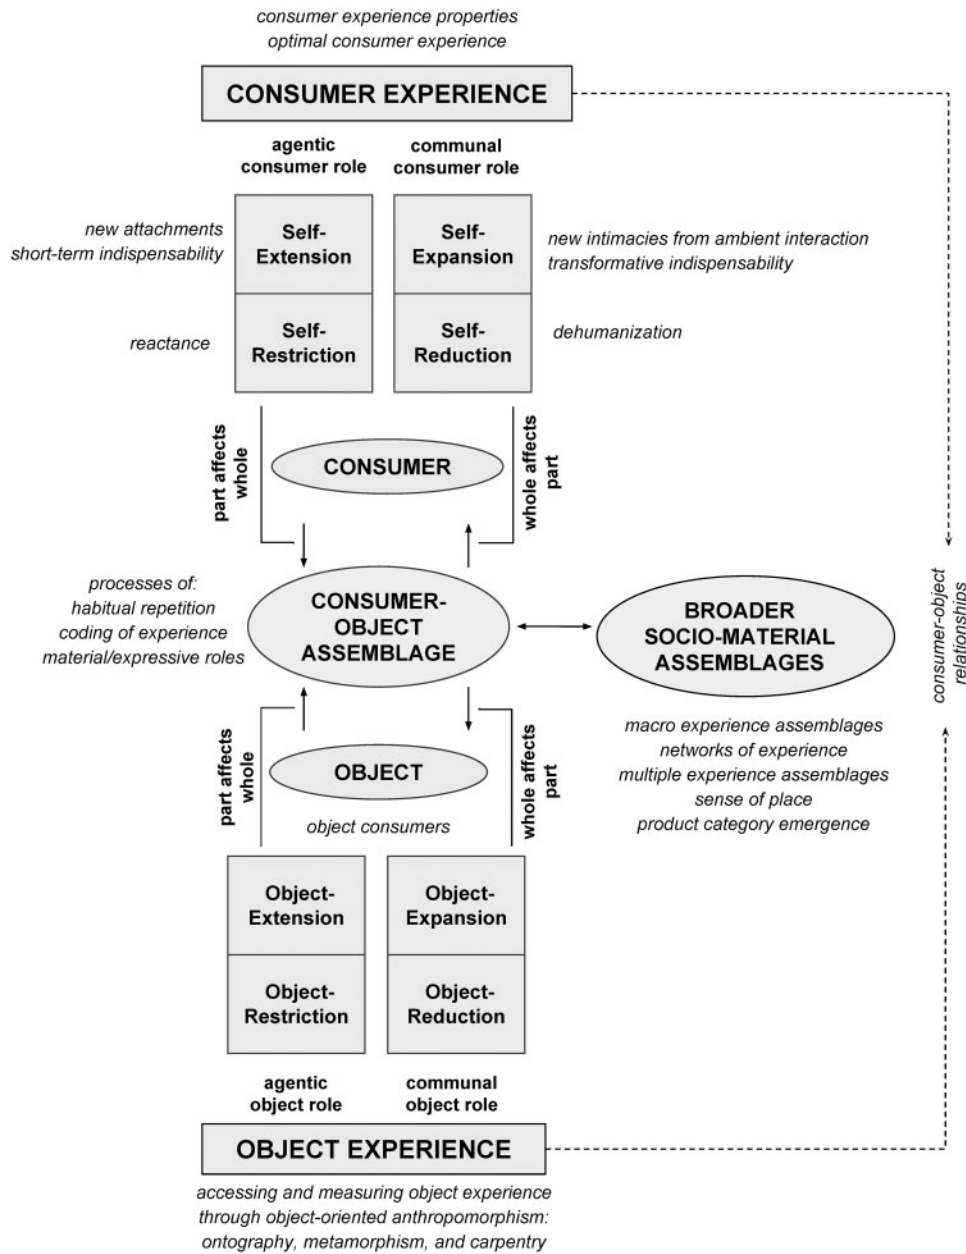 consumer experience properties
optimal consumer experience
CONSUMER EXPERIENCE
agentic
consumer role
communal
consumer role
new attachments
short-term indispensability
Self-
Extension
Self-
Expansion
new intimacies from ambient interaction
transformative indispensability
reactance
Self-
Restriction
Self-
Reduction
dehumanization
part affects
whole
CONSUMER
whole affects
part
processes of:
habitual repetition
coding of experience
material/expressive roles
CONSUMER-
OBJECT
ASSEMBLAGE
BROADER
SOCIO-MATERIAL
ASSEMBLAGES
consumer-object
relationships
macro experience assemblages
networks of experience
multiple experience assemblages
sense of place
product category emergence
part affects
whole
OBJECT
whole affects
part
object consumers
Object-
Extension
Object-
Expansion
Object-
Restriction
Object-
Reduction
agentic
object role
communal
object role
OBJECT EXPERIENCE
accessing and measuring object experience
through object-oriented anthropomorphism:
ontography, metamorphism, and carpentry